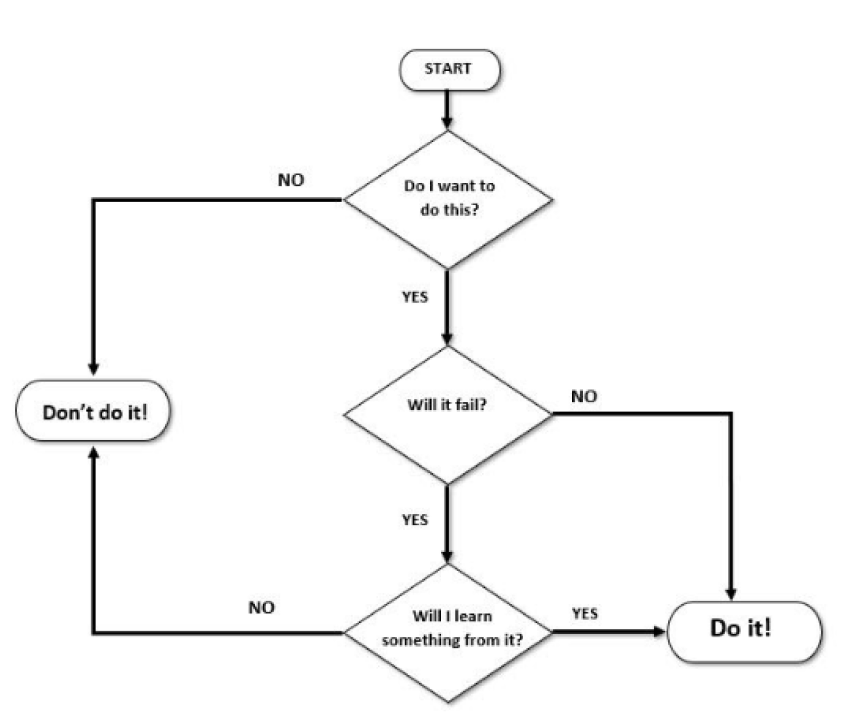 START
NO
Do I want to
do this?
YES
Don't do it!
Will it fail?
NO
YES
NO
Will I learn
something from it?
YES
Do it!